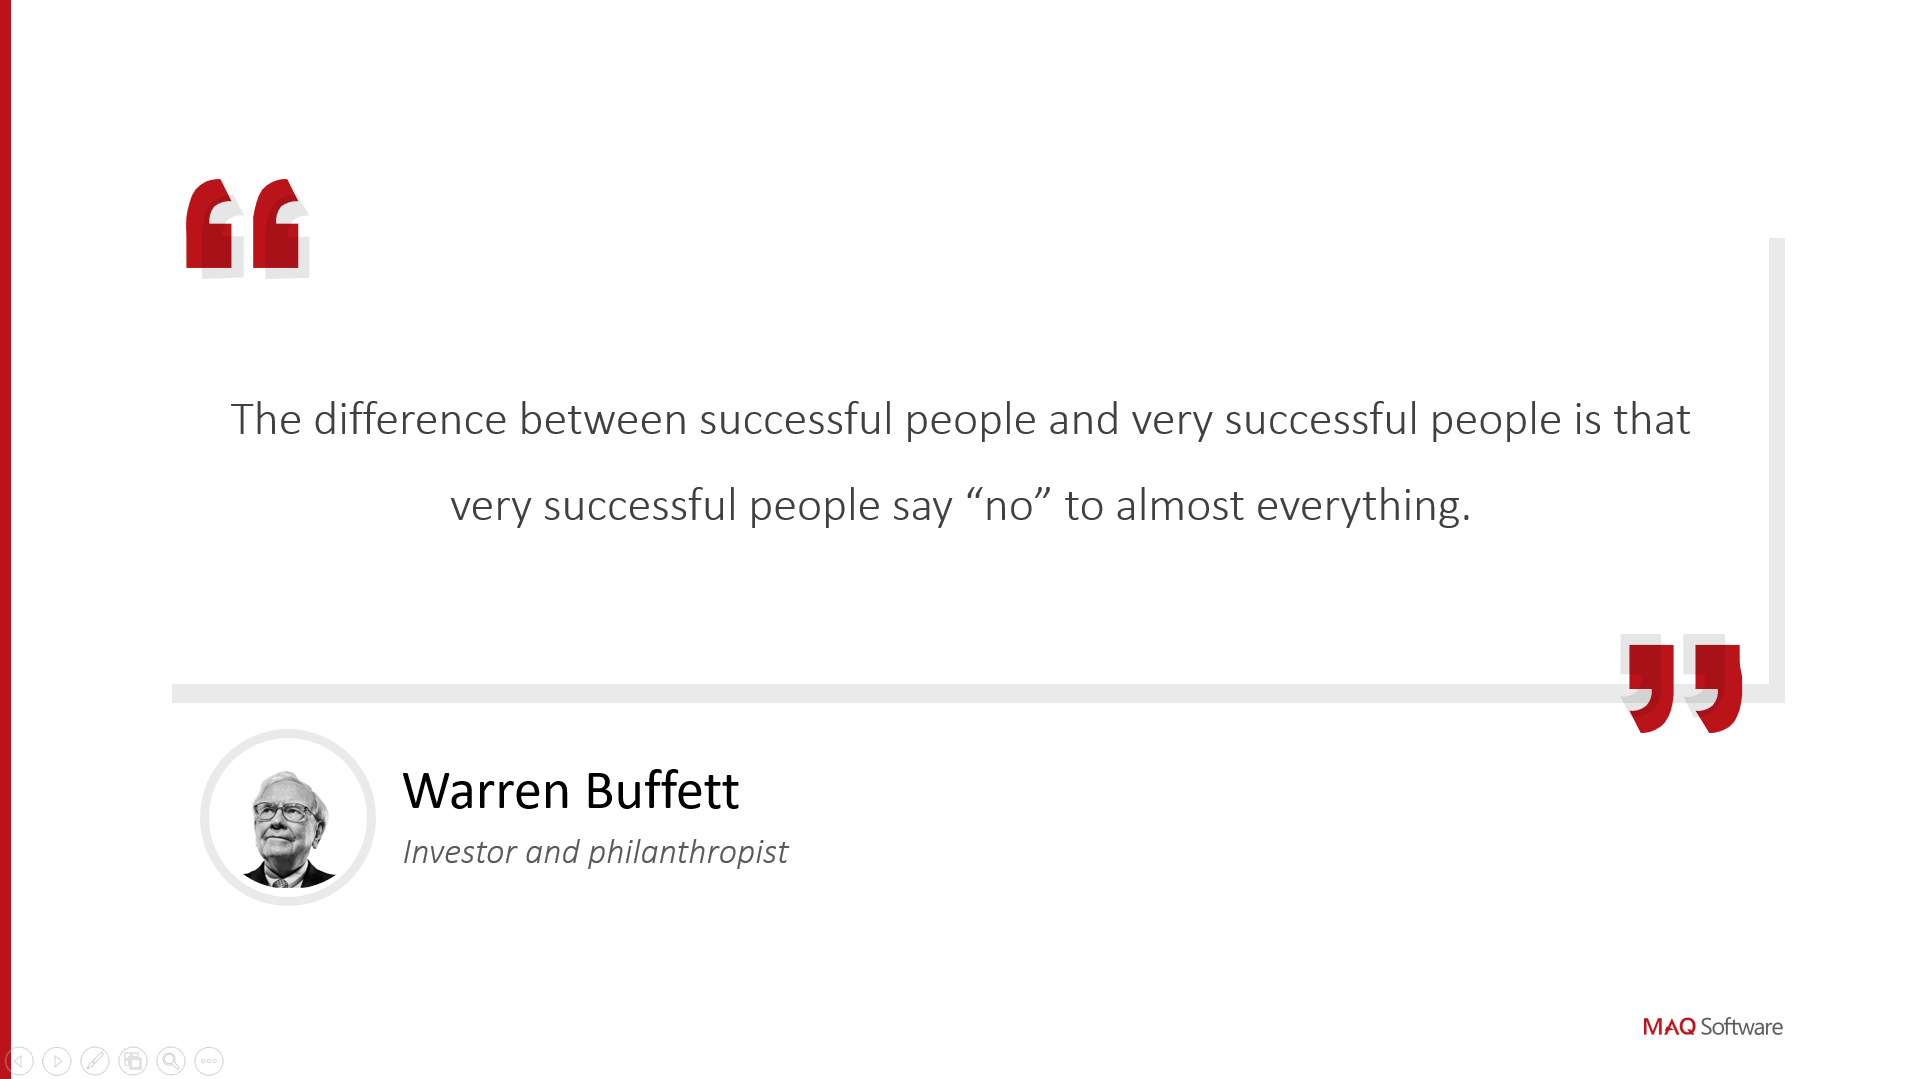 The difference between successful people and very successful people is that
very successful people say “no” to almost everything.
Warren Buffett
Investor and philanthropist
MAQ Software